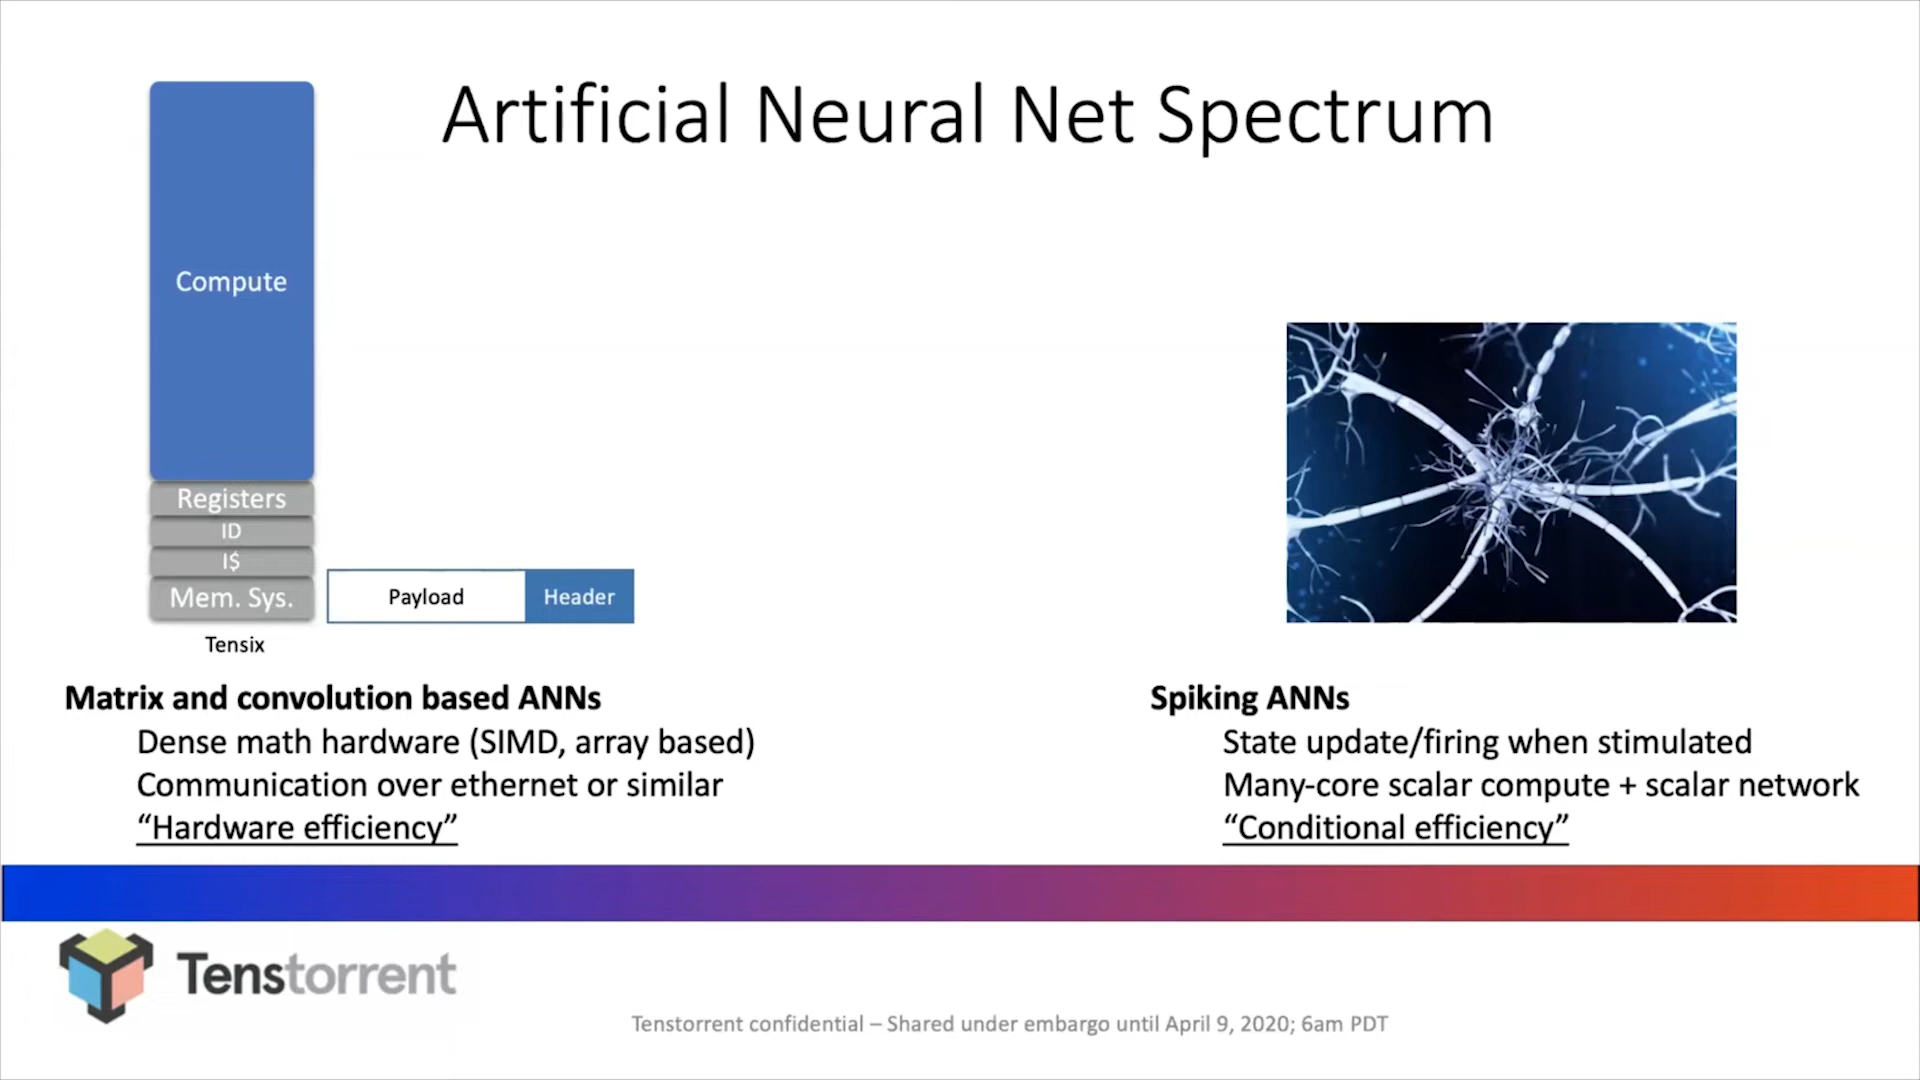 Artificial Neural Net Spectrum
Compute
Registers
ID
I$
Mem. Sys.
Payload
Header
Tensix
Matrix and convolution based ANNs
Dense math hardware (SIMD, array based)
Communication over ethernet or similar
“Hardware efficiency”
Spiking ANNs
State update/firing when stimulated
Many-core scalar compute + scalar network
“Conditional efficiency”
Tenstorrent
Tenstorrent confidential – Shared under embargo until April 9, 2020; 6am PDT